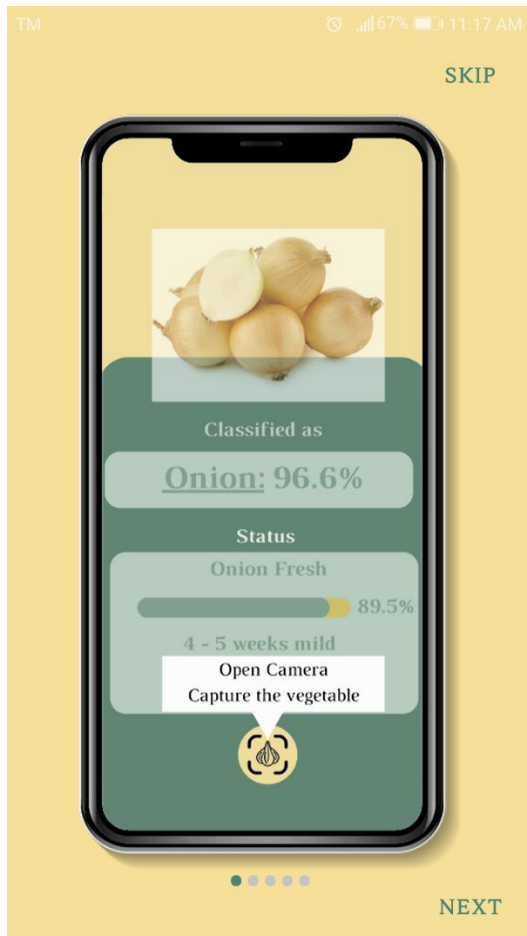 TM 67% 11:17 AM
SKIP
Classified as
Onion: 96.6%
Status
Onion Fresh
89.5%
4 - 5 weeks mild
Open Camera
Capture the vegetable
NEXT